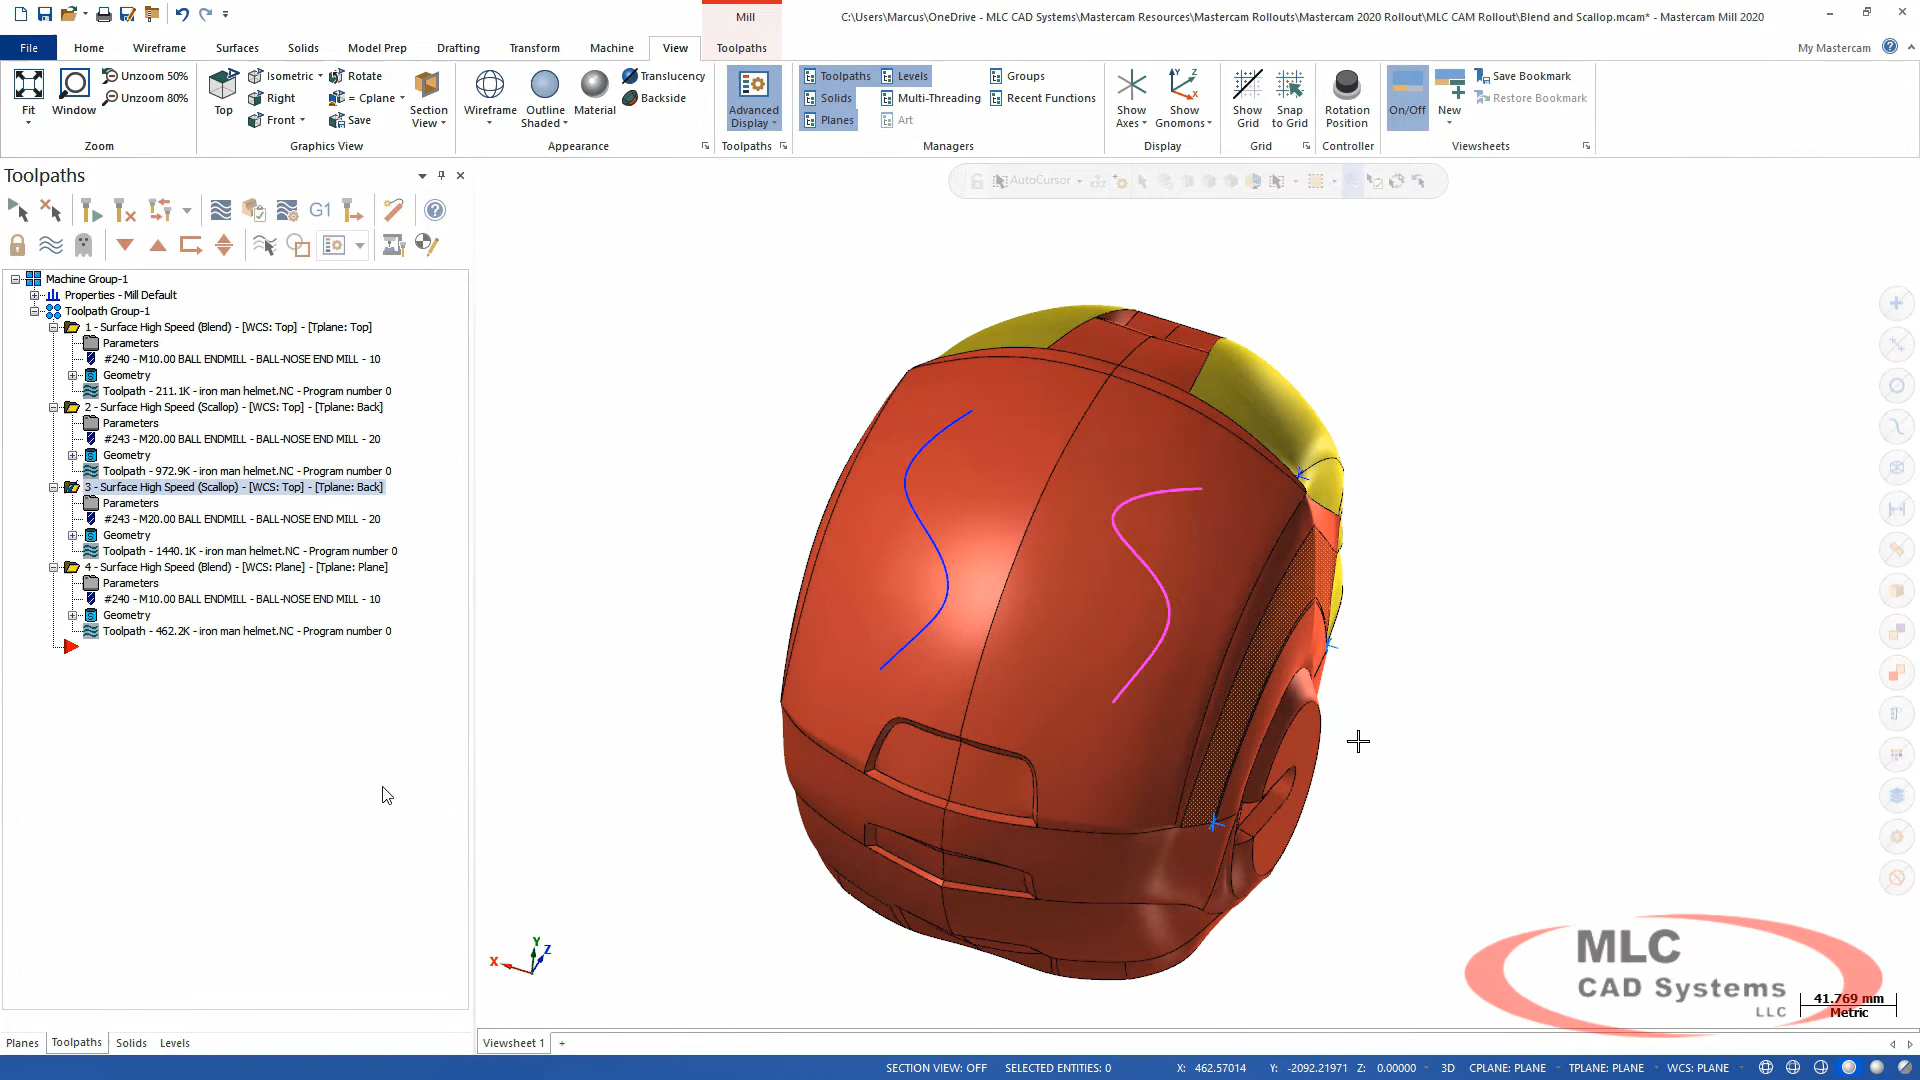 C:\Users\Marcus\OneDrive - MLC CAD Systems\Mastercam Resources\Mastercam Rollouts\Mastercam 2020 Rollout\MLC CAM Rollout\Blend and Scallop.mcam* - Mastercam Mill 2020
Mill
File Home Wireframe Surfaces Solids Model Prep Drafting Transform Machine View Toolpaths My Mastercam
Fit
Window
Unzoom 50%
Unzoom 80%
Zoom
Top
Isometric
Right
Front
Rotate
= Cplane
Save
Section View
Graphics View
Wireframe
Outline Shaded
Material
Translucency
Backside
Appearance
Advanced Display
Toolpaths
Toolpaths
Solids
Planes
Levels
Multi-Threading
Art
Groups
Recent Functions
Managers
Show Axes
Show Gnomons
Display
Show Grid
Snap to Grid
Grid
Rotation Position
Controller
On/Off
New
Save Bookmark
Restore Bookmark
Viewsheets
AutoCursor
Toolpaths
G1
Machine Group-1
Properties - Mill Default
Toolpath Group-1
1 - Surface High Speed (Blend) - [WCS: Top] - [Tplane: Top]
Parameters
#240 - M10.00 BALL ENDMILL - BALL-NOSE END MILL - 10
Geometry
Toolpath - 211.1K - iron man helmet.NC - Program number 0
2 - Surface High Speed (Scallop) - [WCS: Top] - [Tplane: Back]
Parameters
#243 - M20.00 BALL ENDMILL - BALL-NOSE END MILL - 20
Geometry
Toolpath - 972.9K - iron man helmet.NC - Program number 0
3 - Surface High Speed (Scallop) - [WCS: Top] - [Tplane: Back]
Parameters
#243 - M20.00 BALL ENDMILL - BALL-NOSE END MILL - 20
Geometry
Toolpath - 1440.1K - iron man helmet.NC - Program number 0
4 - Surface High Speed (Blend) - [WCS: Plane] - [Tplane: Plane]
Parameters
#240 - M10.00 BALL ENDMILL - BALL-NOSE END MILL - 10
Geometry
Toolpath - 462.2K - iron man helmet.NC - Program number 0
X Y Z
MLC
CAD Systems
LLC
41.769 mm
Metric
Planes Toolpaths Solids Levels
Viewsheet 1 +
SECTION VIEW: OFF SELECTED ENTITIES: 0 X: 462.57014 Y: -2092.21971 Z: 0.00000 3D CPLANE: PLANE TPLANE: PLANE WCS: PLANE